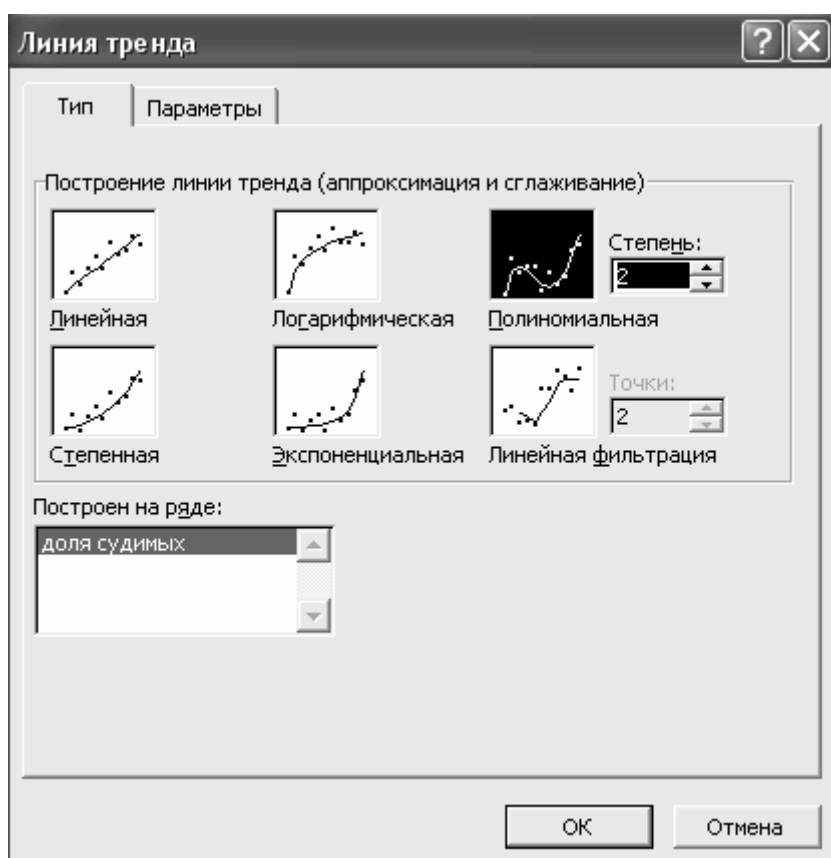 Линия тренда
Тип Параметры
Построение линии тренда (аппроксимация и сглаживание)
Степень:
2
Линейная Логарифмическая Полиномиальная
Точки:
2
Степенная Экспоненциальная Линейная фильтрация
Построен на ряде:
доля судимых
ОК Отмена